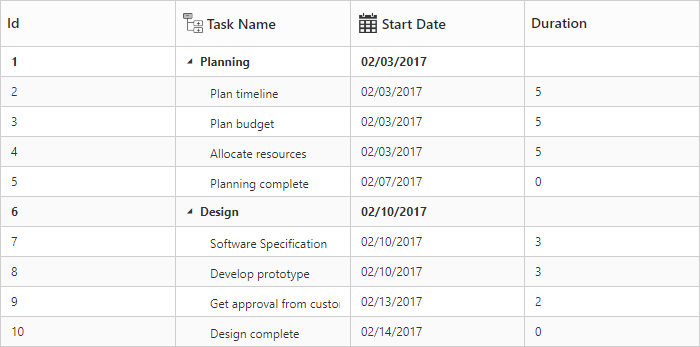 Id Task Name Start Date Duration
1 Planning 02/03/2017
2 Plan timeline 02/03/2017 5
3 Plan budget 02/03/2017 5
4 Allocate resources 02/03/2017 5
5 Planning complete 02/07/2017 0
6 Design 02/10/2017
7 Software Specification 02/10/2017 3
8 Develop prototype 02/10/2017 3
9 Get approval from custo 02/13/2017 2
10 Design complete 02/14/2017 0